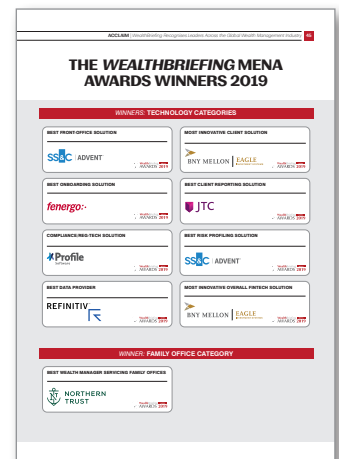 ACCLAIM | WealthBriefing Recognises Leaders Across the Global Wealth Management Industry 65
THE WEALTHBRIEFING MENA
AWARDS WINNERS 2019
WINNERS: TECHNOLOGY CATEGORIES
BEST FRONT-OFFICE SOLUTION
SS&C | ADVENT
AWARDS 2019
MOST INNOVATIVE CLIENT SOLUTION
BNY MELLON | EAGLE
AWARDS 2019
BEST ONBOARDING SOLUTION
fenergo
AWARDS 2019
BEST CLIENT REPORTING SOLUTION
JTC
AWARDS 2019
COMPLIANCE/REG-TECH SOLUTION
Profile
Software
AWARDS 2019
BEST RISK PROFILING SOLUTION
SS&C | ADVENT
AWARDS 2019
BEST DATA PROVIDER
REFINITIV
AWARDS 2019
MOST INNOVATIVE OVERALL FINTECH SOLUTION
BNY MELLON | EAGLE
AWARDS 2019
WINNER: FAMILY OFFICE CATEGORY
BEST WEALTH MANAGER SERVICING FAMILY OFFICES
NORTHERN
TRUST
AWARDS 2019